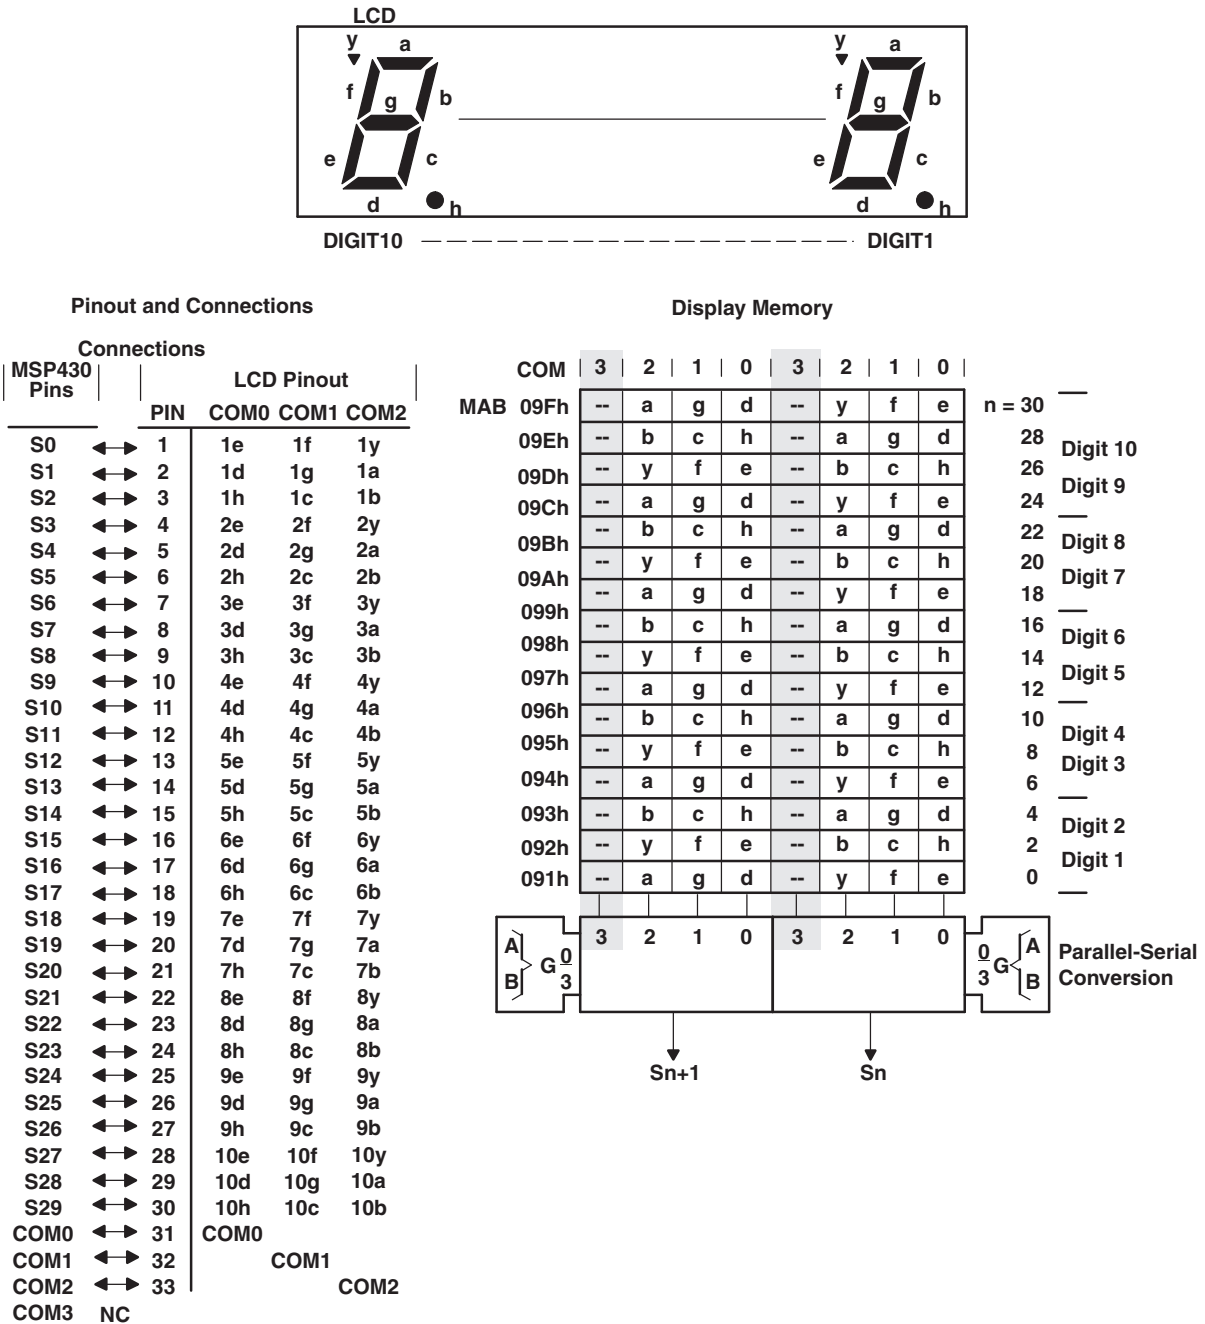 LCD
y a y a
f g b f g b
e c e c
d h d h
DIGIT10 DIGIT1
Pinout and Connections
Connections
MSP430 Pins LCD Pinout
PIN COM0 COM1 COM2
S0 1 1e 1f 1y
S1 2 1d 1g 1a
S2 3 1h 1c 1b
S3 4 2e 2f 2y
S4 5 2d 2g 2a
S5 6 2h 2c 2b
S6 7 3e 3f 3y
S7 8 3d 3g 3a
S8 9 3h 3c 3b
S9 10 4e 4f 4y
S10 11 4d 4g 4a
S11 12 4h 4c 4b
S12 13 5e 5f 5y
S13 14 5d 5g 5a
S14 15 5h 5c 5b
S15 16 6e 6f 6y
S16 17 6d 6g 6a
S17 18 6h 6c 6b
S18 19 7e 7f 7y
S19 20 7d 7g 7a
S20 21 7h 7c 7b
S21 22 8e 8f 8y
S22 23 8d 8g 8a
S23 24 8h 8c 8b
S24 25 9e 9f 9y
S25 26 9d 9g 9a
S26 27 9h 9c 9b
S27 28 10e 10f 10y
S28 29 10d 10g 10a
S29 30 10h 10c 10b
COM0 31 COM0
COM1 32 COM1
COM2 33 COM2
COM3 NC
Display Memory
COM 3 2 1 0 3 2 1 0
MAB 09Fh -- a g d -- y f e n = 30
09Eh -- b c h -- a g d 28 Digit 10
09Dh -- y f e -- b c h 26 Digit 9
09Ch -- a g d -- y f e 24
09Bh -- b c h -- a g d 22 Digit 8
09Ah -- y f e -- b c h 20 Digit 7
099h -- a g d -- y f e 18
098h -- b c h -- a g d 16 Digit 6
097h -- y f e -- b c h 14 Digit 5
096h -- a g d -- y f e 12
095h -- b c h -- a g d 10 Digit 4
094h -- y f e -- b c h 8 Digit 3
-- a g d -- y f e 6
093h -- b c h -- a g d 4 Digit 2
092h -- y f e -- b c h 2 Digit 1
091h -- a g d -- y f e 0
3 2 1 0 3 2 1 0
A B G 0 3
0 3 G A B
Parallel-Serial
Conversion
Sn+1 Sn